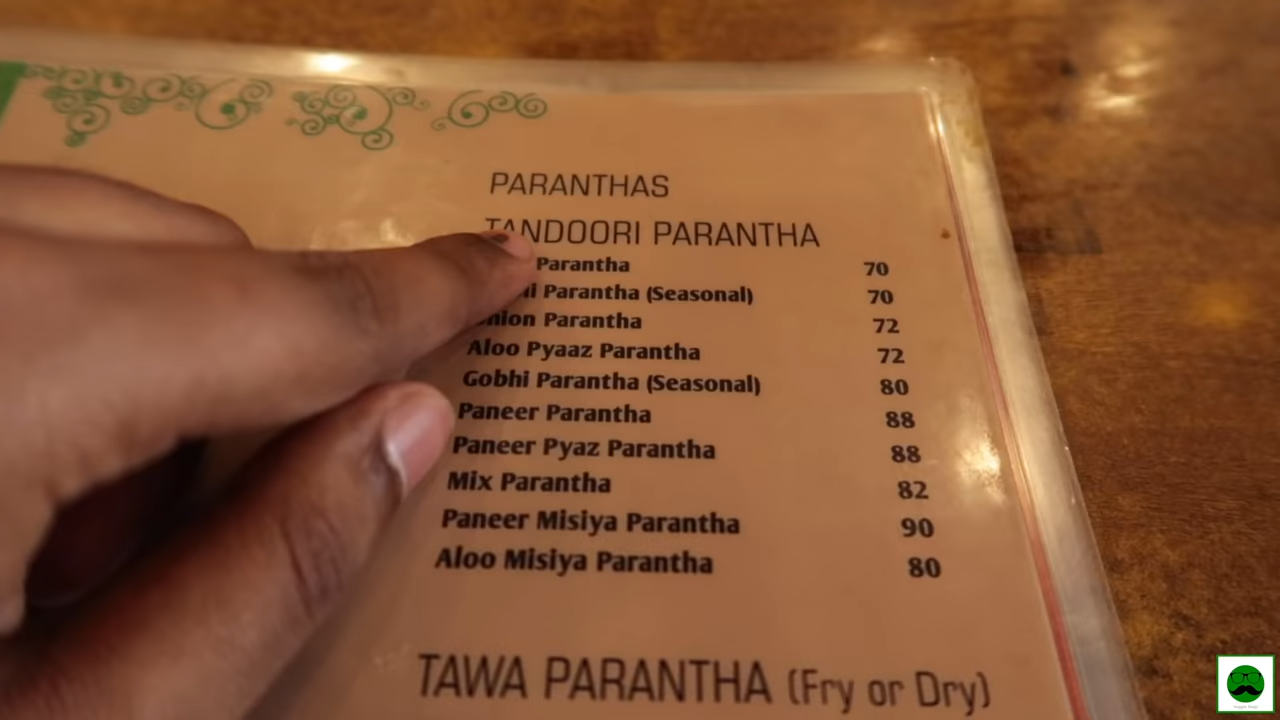 PARANTHAS
TANDOORI PARANTHA
Parantha 70
Parantha (Seasonal) 70
Onion Parantha 72
Aloo Pyaaz Parantha 72
Gobhi Parantha (Seasonal) 80
Paneer Parantha 88
Paneer Pyaz Parantha 88
Mix Parantha 82
Paneer Misiya Parantha 90
Aloo Misiya Parantha 80
TAWA PARANTHA (Fry or Dry)